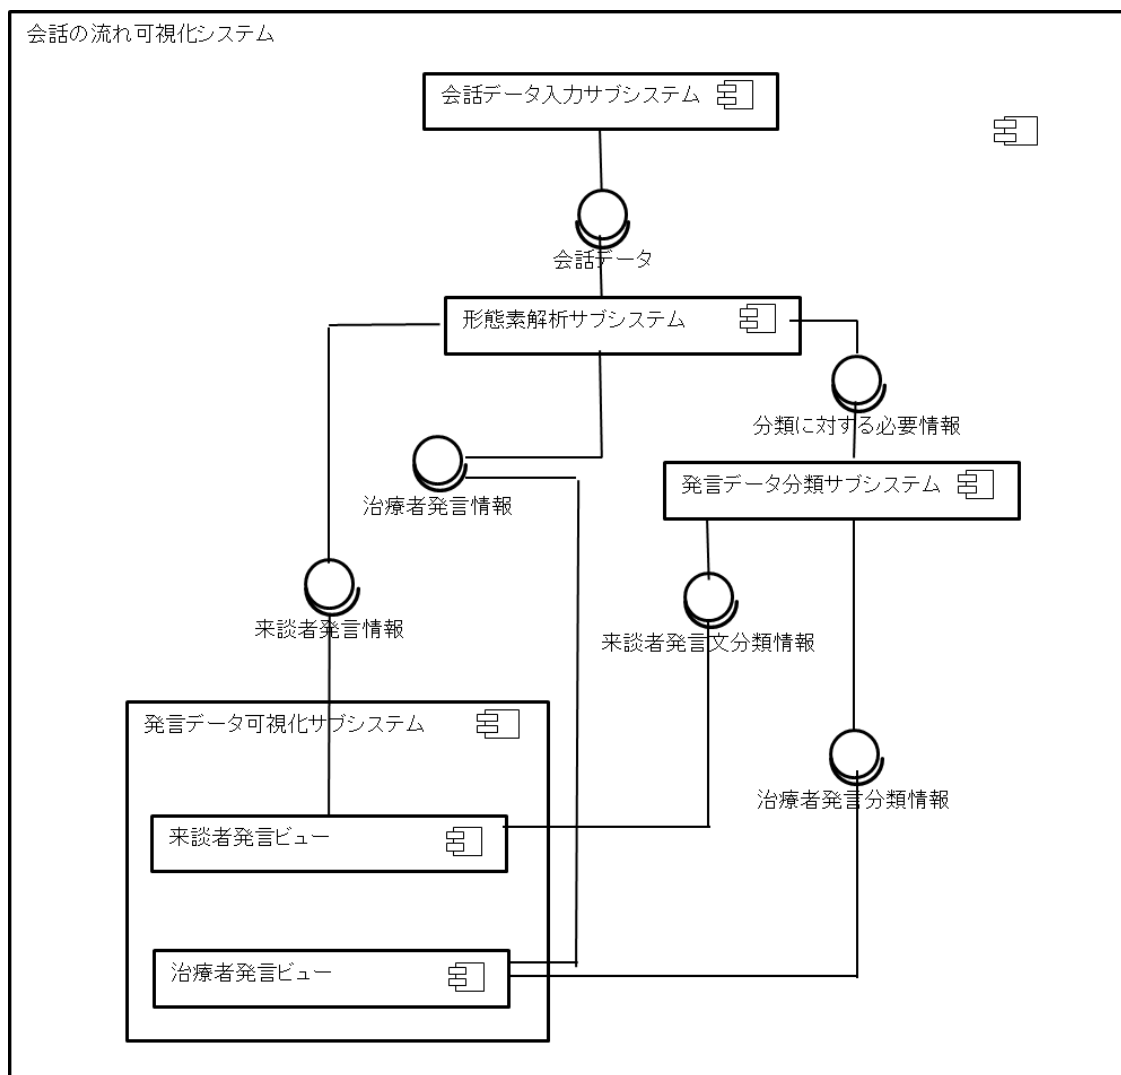 会話の流れ可視化システム
会話データ入力サブシステム
会話データ
形態素解析サブシステム
分類に対する必要情報
発言データ分類サブシステム
治療者発言情報
来談者発言情報
来談者発言文分類情報
発言データ可視化サブシステム
治療者発言分類情報
来談者発言ビュー
治療者発言ビュー